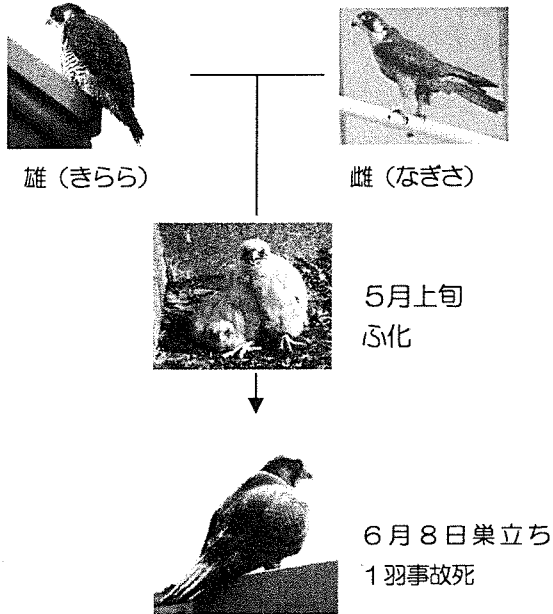 雄（きらら）
雌（なぎさ）
5月上旬
ふ化
6月8日巣立ち
1羽事故死